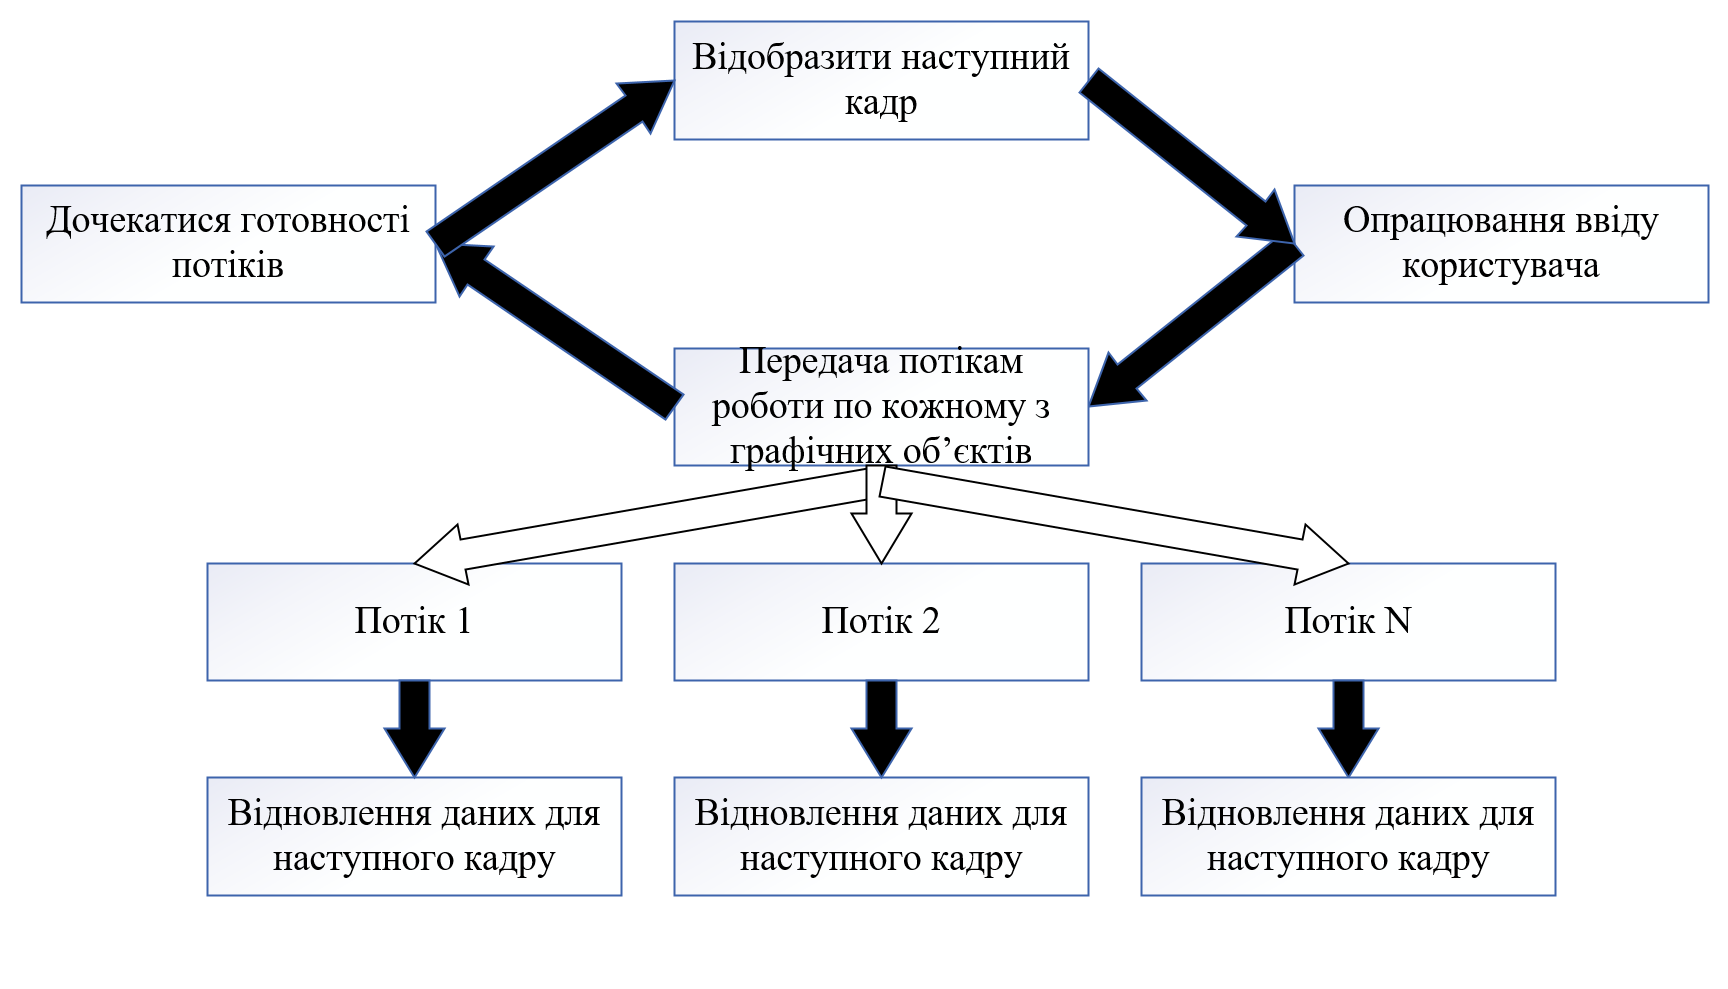 Відобразити наступний
кадр
Дочекатися готовності
потіків
Опрацювання ввіду
користувача
Передача потікам
роботи по кожному з
графічних об’єктів
Потік 1
Потік 2
Потік N
Відновлення даних для
наступного кадру
Відновлення даних для
наступного кадру
Відновлення даних для
наступного кадру